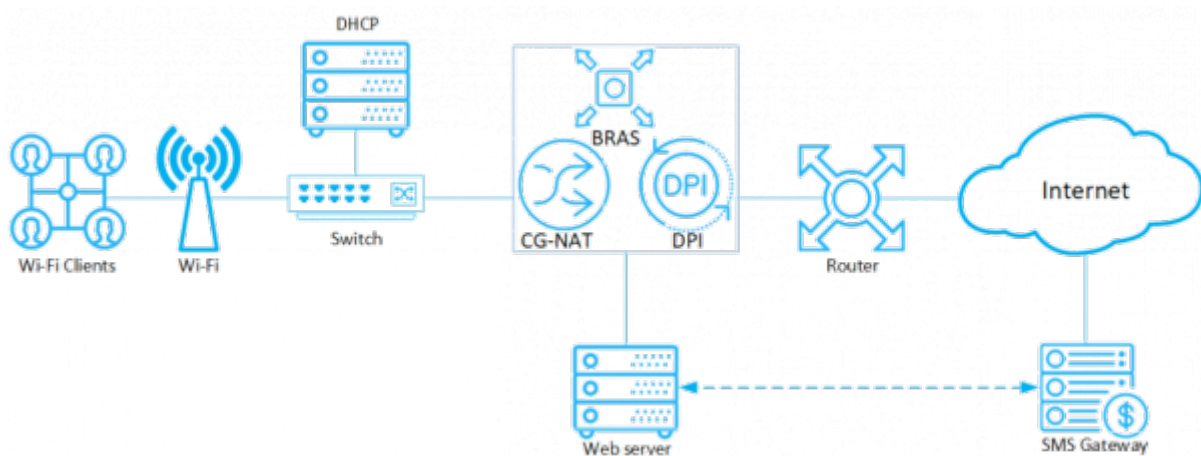 DHCP
BRAS
DPI
Internet
CG-NAT
DPI
Switch
Wi-Fi Clients
Wi-Fi
Router
Web server
SMS Gateway
$